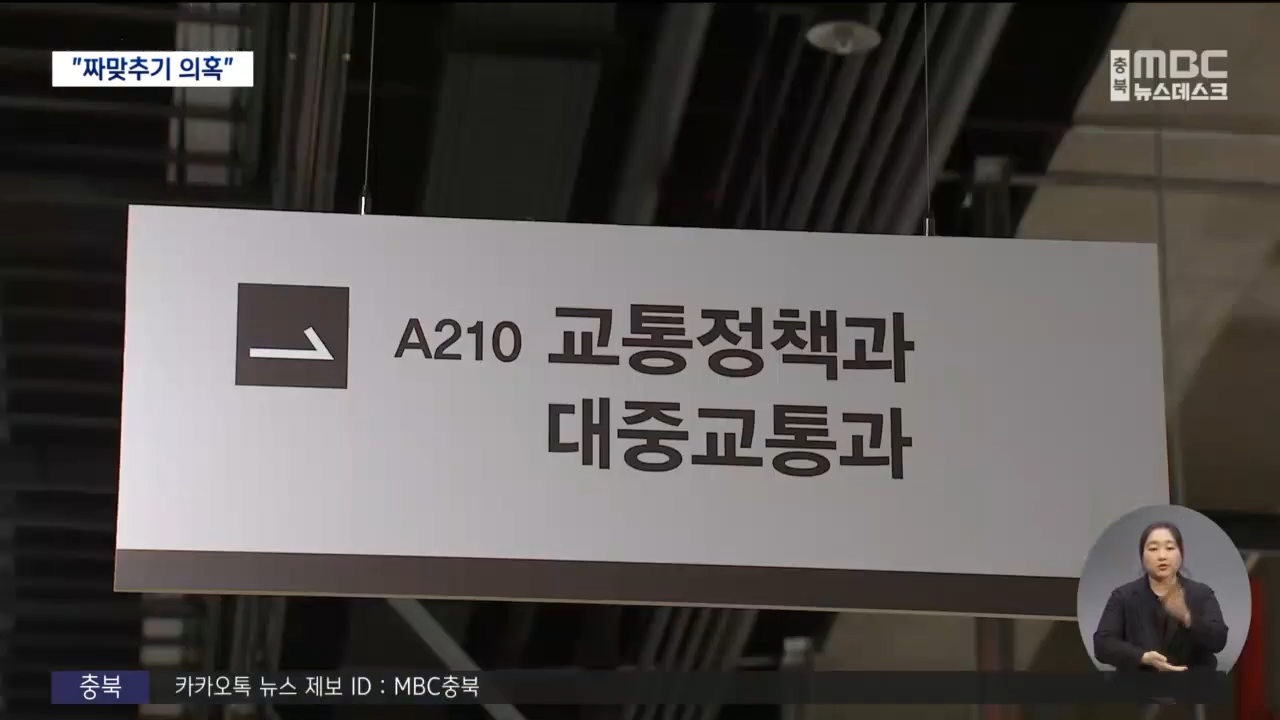 "짜맞추기 의혹"
충북 MBC
뉴스데스크
1 A210 교통정책과
대중교통과
충북 카카오톡 뉴스 제보 ID : MBC충북